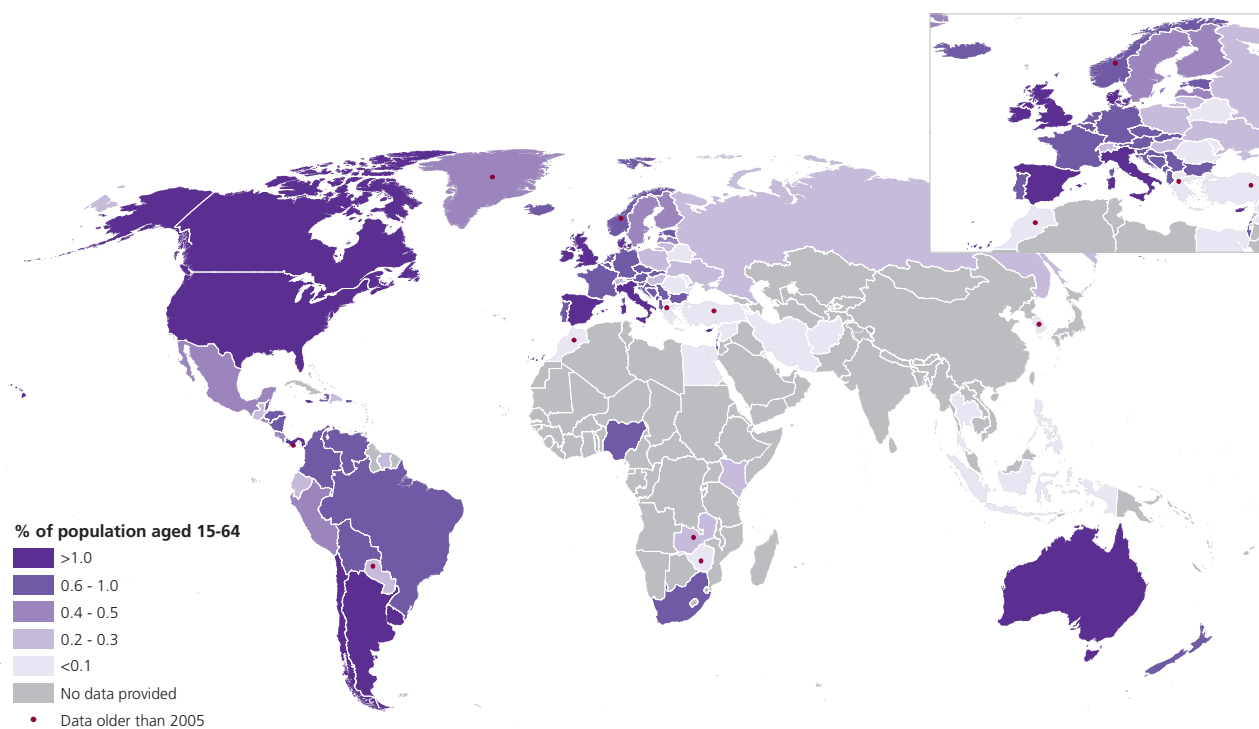 % of population aged 15-64
>1.0
0.6 - 1.0
0.4 - 0.5
0.2 - 0.3
<0.1
No data provided
Data older than 2005